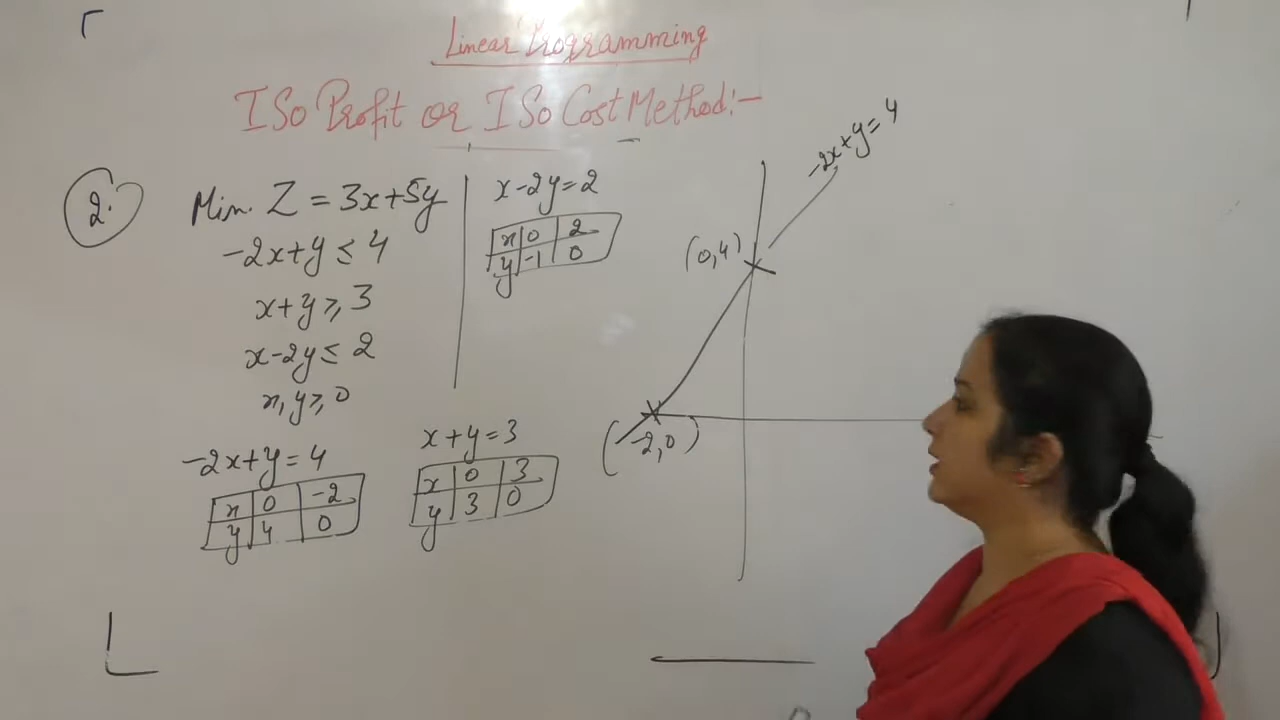 Linear Programming
ISo Profit or ISo Cost Method:-
2.
Min. Z = 3x+5y
-2x+y ≤ 4
x+y ≥ 3
x-2y ≤ 2
x, y ≥ 0
-2x+y = 4
x 0 -2
y 4 0
x+y = 3
x 0 3
y 3 0
x-2y = 2
x 0 2
y -1 0
-2x+y = 4
(0,4)
(-2,0)